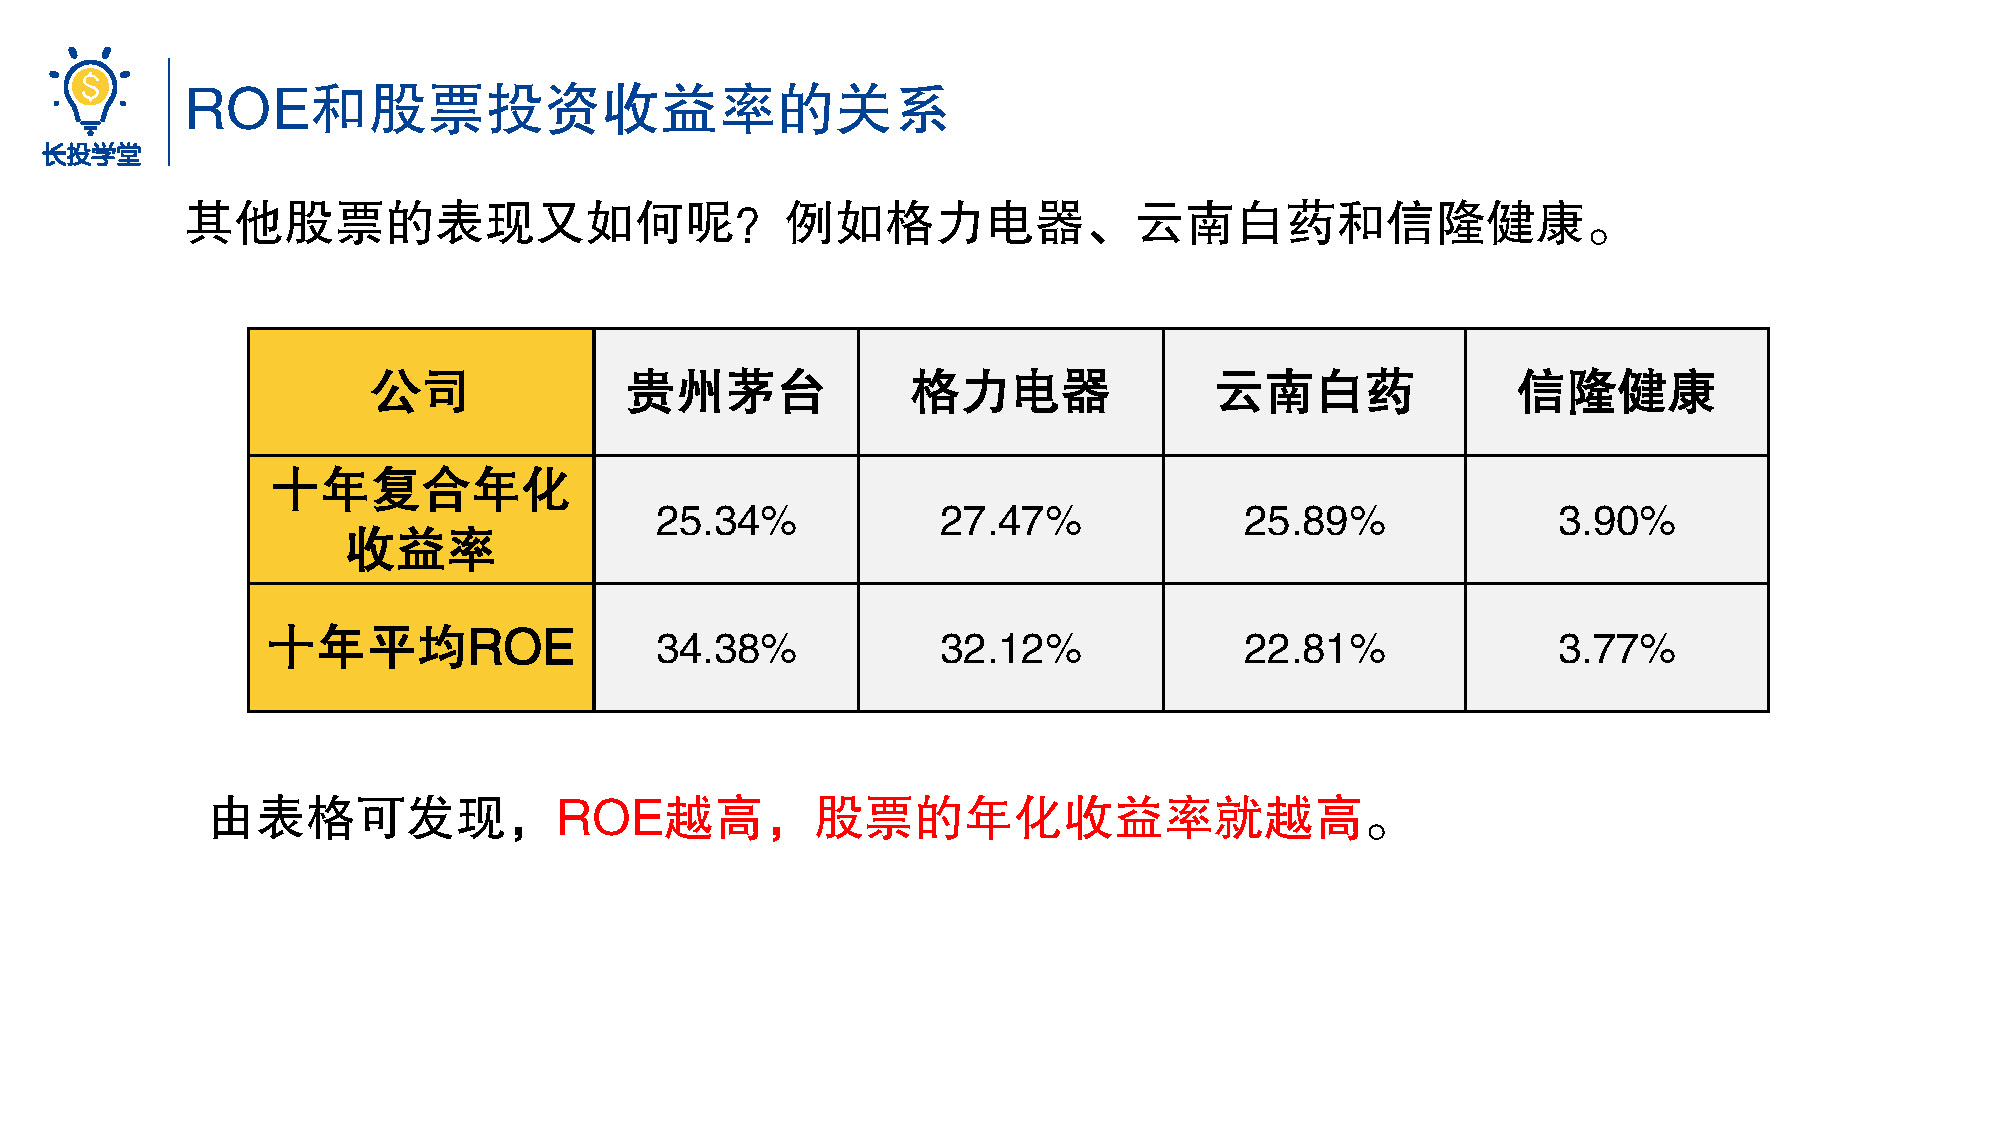 $
长投学堂
ROE和股票投资收益率的关系
其他股票的表现又如何呢？例如格力电器、云南白药和信隆健康。
公司 贵州茅台 格力电器 云南白药 信隆健康
十年复合年化
收益率 25.34% 27.47% 25.89% 3.90%
十年平均ROE 34.38% 32.12% 22.81% 3.77%
由表格可发现，ROE越高，股票的年化收益率就越高。